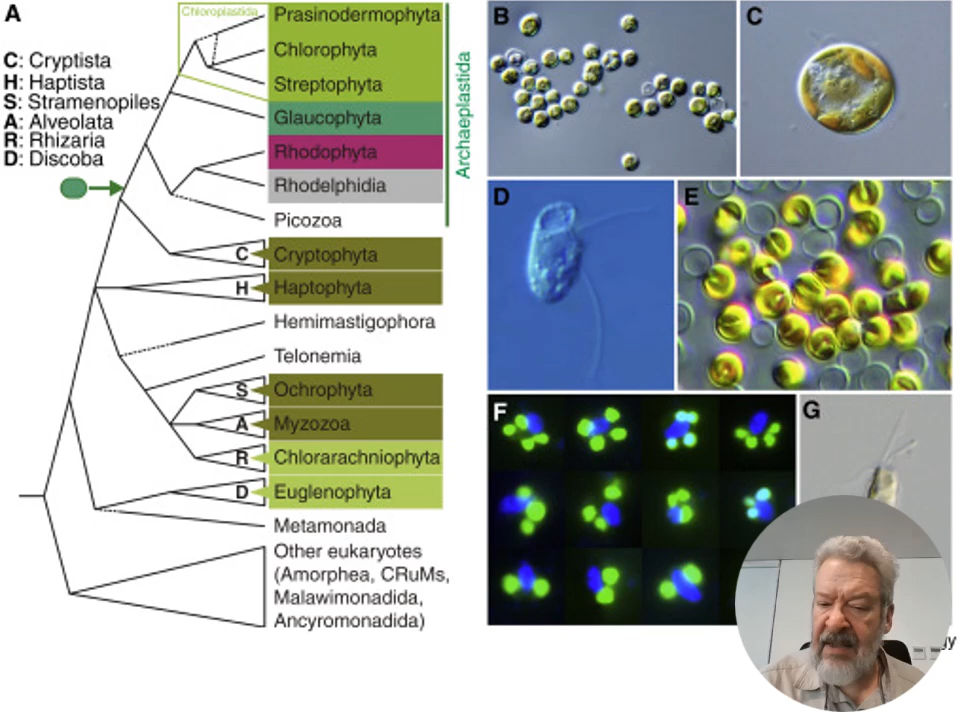 A
Chloroplastida
C: Cryptista
H: Haptista
S: Stramenopiles
A: Alveolata
R: Rhizaria
D: Discoba
Prasinodermophyta
Chlorophyta
Streptophyta
Glaucophyta
Rhodophyta
Rhodelphidia
Picozoa
Archaeplastida
C Cryptophyta
H Haptophyta
Hemimastigophora
Telonemia
S Ochrophyta
A Myzozoa
R Chlorarachniophyta
D Euglenophyta
Metamonada
Other eukaryotes
(Amorphea, CRuMs,
Malawimonadida,
Ancyromonadida)
B
C
D
E
F
G